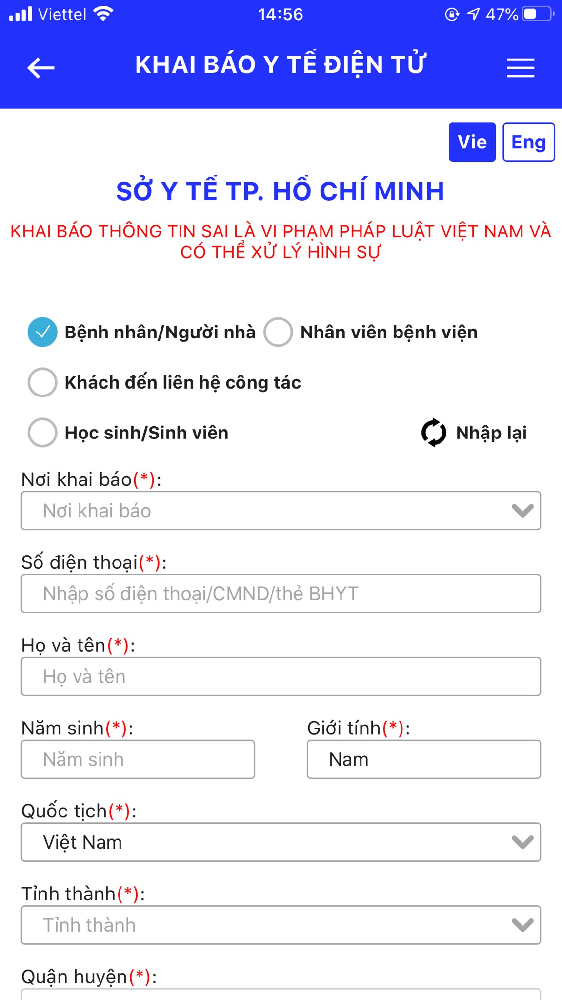 Viettel 14:56 47%
KHAI BÁO Y TẾ ĐIỆN TỬ
Vie Eng
SỞ Y TẾ TP. HỒ CHÍ MINH
KHAI BÁO THÔNG TIN SAI LÀ VI PHẠM PHÁP LUẬT VIỆT NAM VÀ
CÓ THỂ XỬ LÝ HÌNH SỰ
Bệnh nhân/Người nhà Nhân viên bệnh viện
Khách đến liên hệ công tác
Học sinh/Sinh viên Nhập lại
Nơi khai báo(*):
Nơi khai báo
Số điện thoại(*):
Nhập số điện thoại/CMND/thẻ BHYT
Họ và tên(*):
Họ và tên
Năm sinh(*): Giới tính(*):
Năm sinh Nam
Quốc tịch(*):
Việt Nam
Tỉnh thành(*):
Tỉnh thành
Quận huyện(*):